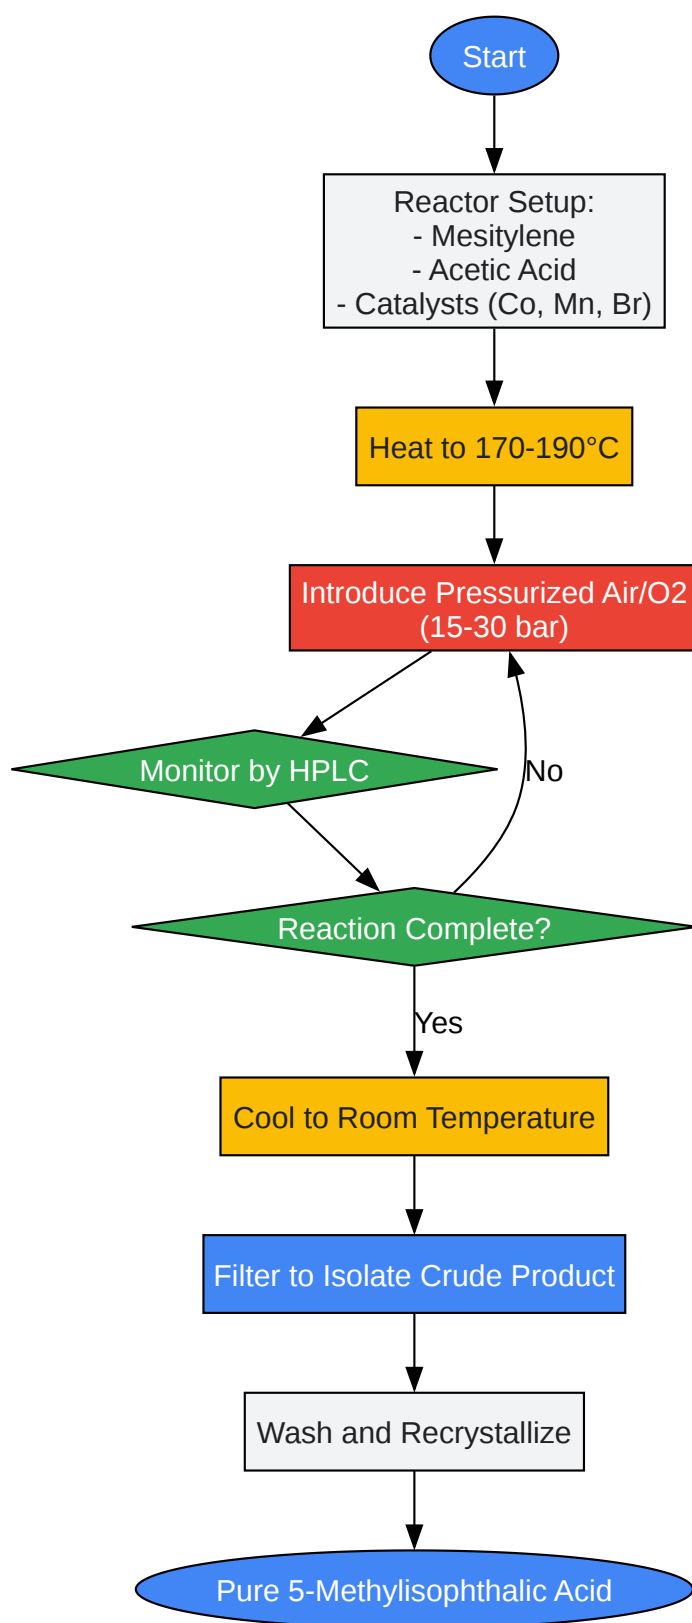 Start
Reactor Setup:
- Mesitylene
- Acetic Acid
- Catalysts (Co, Mn, Br)
Heat to 170-190°C
Introduce Pressurized Air/O2
(15-30 bar)
Monitor by HPLC
No
Reaction Complete?
Yes
Cool to Room Temperature
Filter to Isolate Crude Product
Wash and Recrystallize
Pure 5-Methylisophthalic Acid